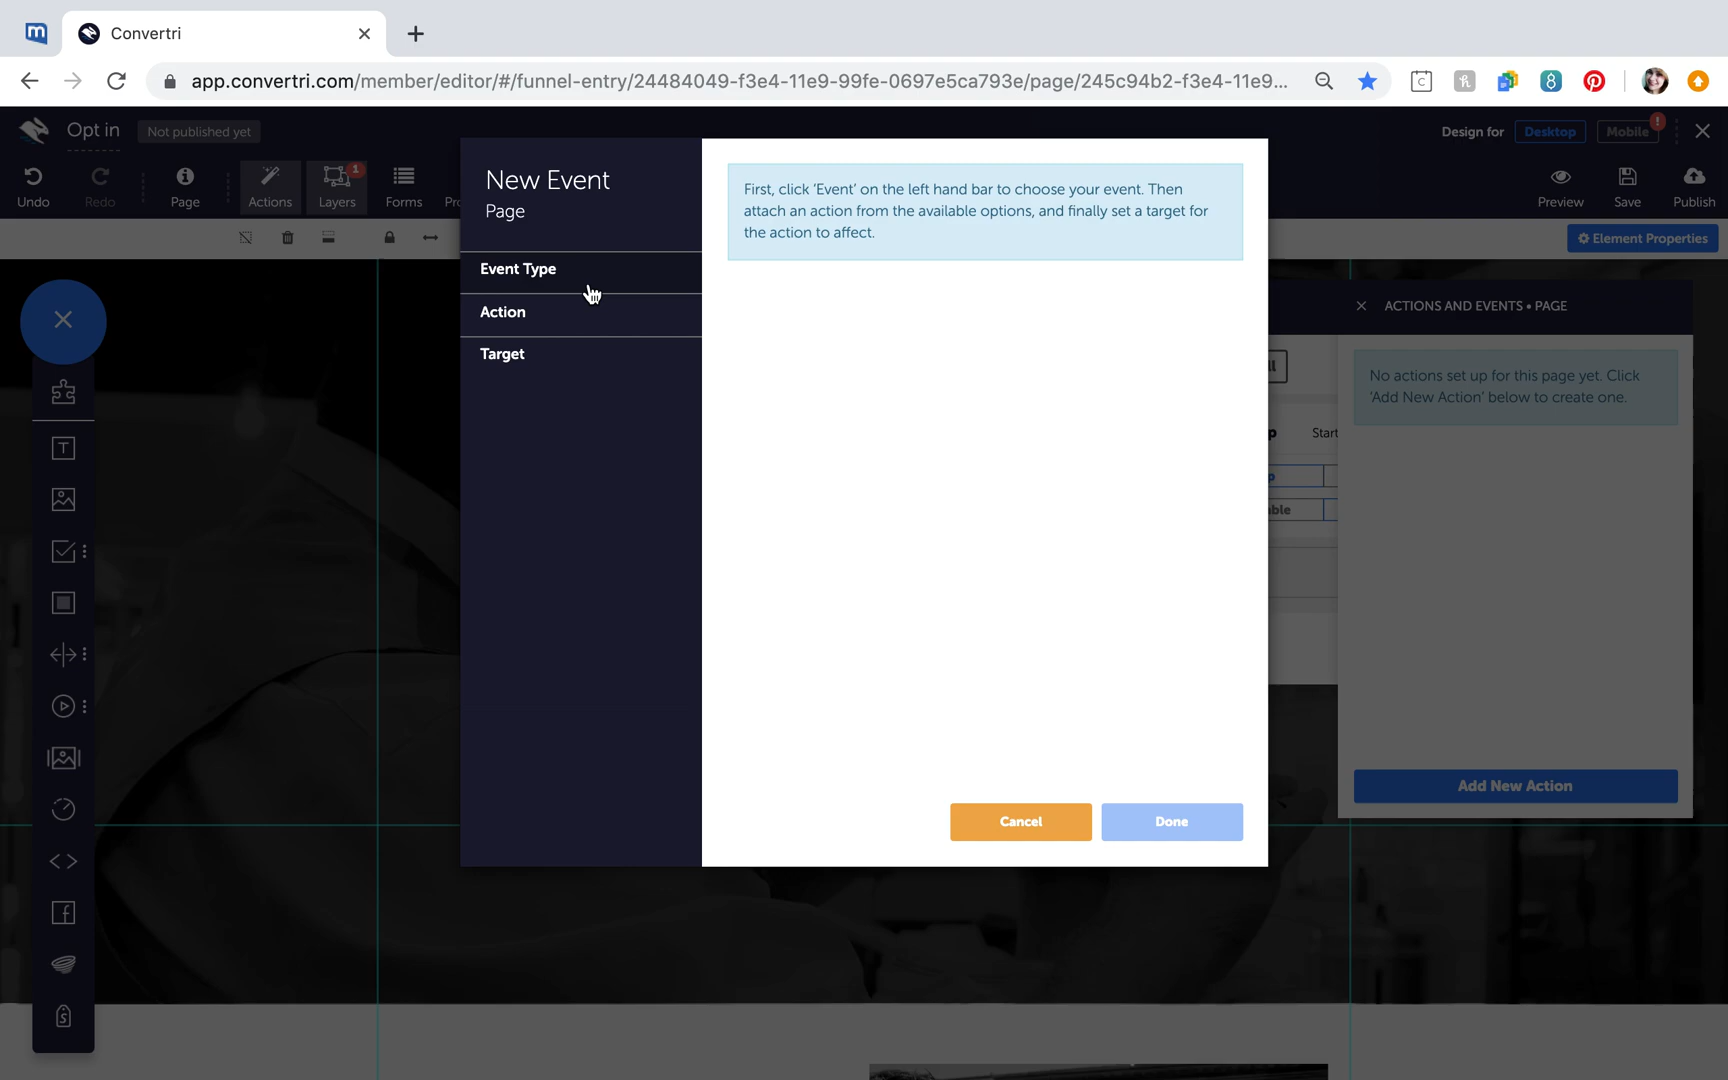 Convertri
app.convertri.com/member/editor/#/funnel-entry/24484049-f3e4-11e9-99fe-0697e5ca793e/page/245c94b2-f3e4-11e9...
Opt in
Not published yet
Design for
Desktop
Mobile
!
Undo
Redo
Page
Actions
Layers
1
Forms
Preview
Save
Publish
Element Properties
New Event
Page
Event Type
Action
Target
First, click 'Event' on the left hand bar to choose your event. Then
attach an action from the available options, and finally set a target for
the action to affect.
Cancel
Done
ACTIONS AND EVENTS • PAGE
No actions set up for this page yet. Click
'Add New Action' below to create one.
Start
Add New Action